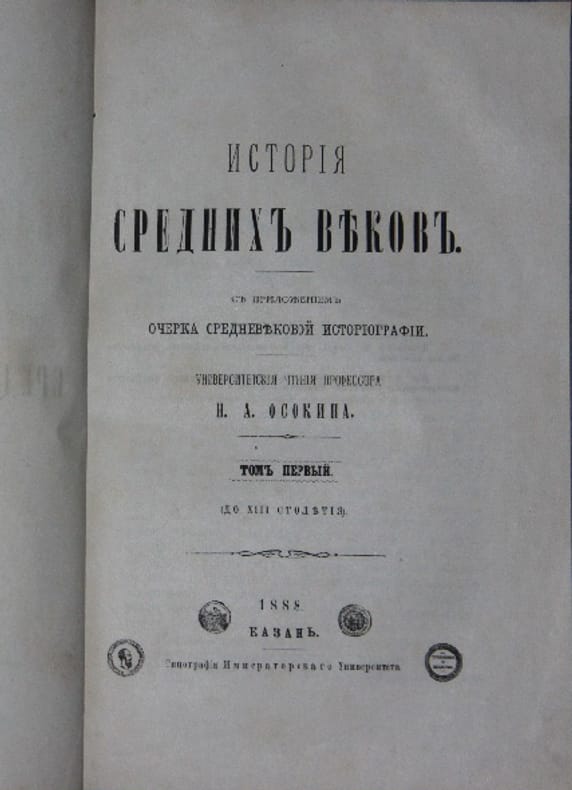 ИСТОРІЯ
СРЕДНИХЪ ВѢКОВЪ.
СЪ ПРИЛОЖЕНІЕМЪ
ОЧЕРКА СРЕДНЕВѢКОВОЙ ИСТОРІОГРАФІИ.
УНИВЕРСИТЕТСКІЯ ЧТЕНІЯ ПРОФЕССОРА
Н. А. ОСОКИНА.
ТОМЪ ПЕРВЫЙ.
(ДО XIII СТОЛѢТІЯ).
1888.
КАЗАНЬ.
Типографія Императорскаго Университета